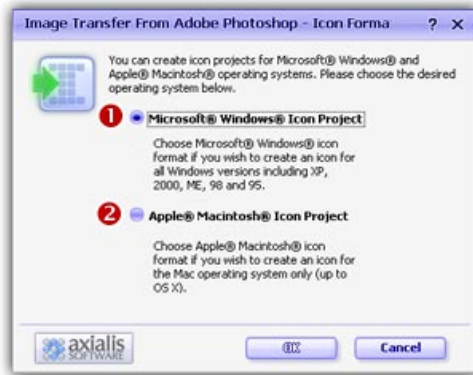 Image Transfer From Adobe Photoshop - Icon Forma ? X
You can create icon projects for Microsoft® Windows® and
Apple® Macintosh® operating systems. Please choose the desired
operating system below.
1 Microsoft® Windows® Icon Project
Choose Microsoft® Windows® icon
format if you wish to create an icon for
all Windows versions including XP,
2000, ME, 98 and 95.
2 Apple® Macintosh® Icon Project
Choose Apple® Macintosh® icon
format if you wish to create an icon for
the Mac operating system only (up to
OS X).
axialis
SOFTWARE
OK
Cancel